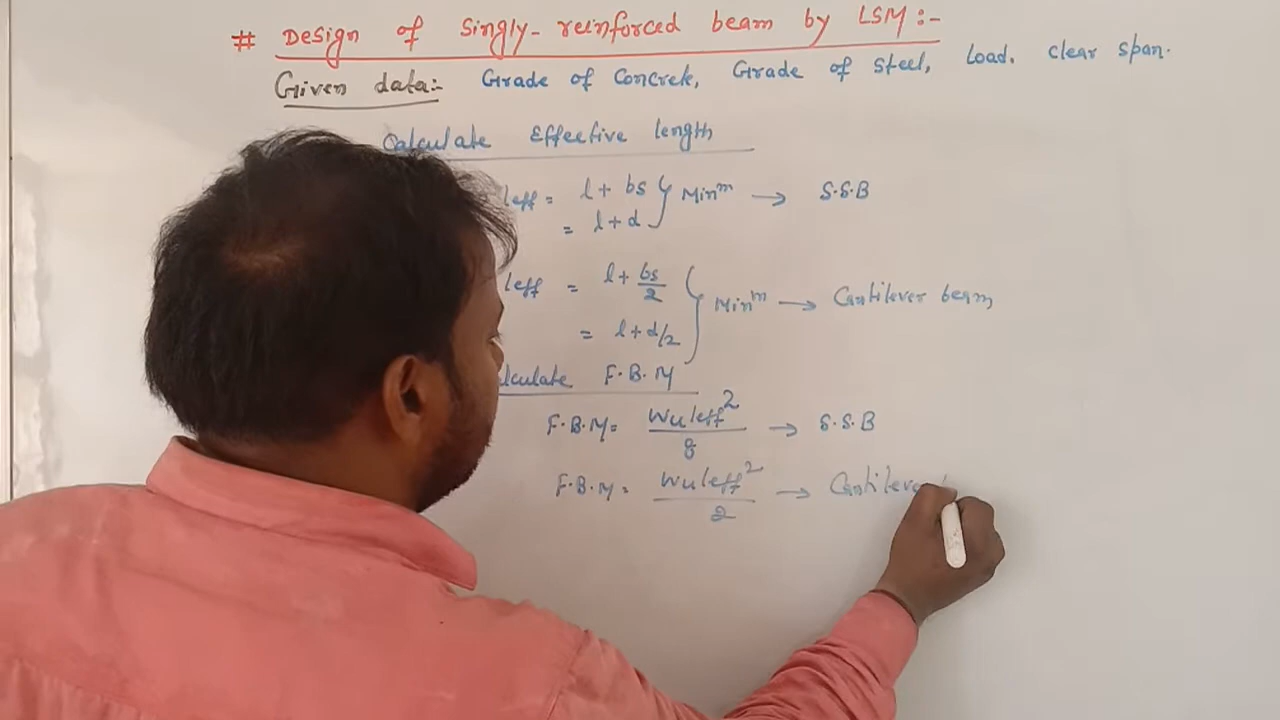 # Design of Singly-reinforced beam by LSM:-
Given data:- Grade of Concrete, Grade of steel, Load, clear span.
Calculate Effective length
leff = l + bs } Minᵐ → S.S.B
= l + d
leff = l + bs/2 } Minᵐ → Cantilever beam
= l + d/2
F.B.M
F.B.M = Wuleff²/8 → S.S.B
F.B.M = Wuleff²/2 → Cantileve